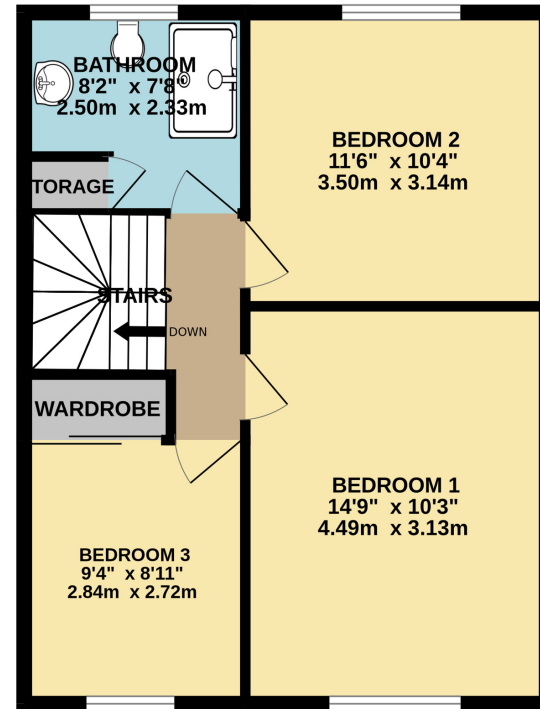 BATHROOM
8'2" x 7'8"
2.50m x 2.33m
BEDROOM 2
11'6" x 10'4"
3.50m x 3.14m
TORAGE
STAIRS
DOWN
WARDROBE
BEDROOM 1
14'9" x 10'3"
4.49m x 3.13m
BEDROOM 3
9'4" x 8'11"
2.84m x 2.72m